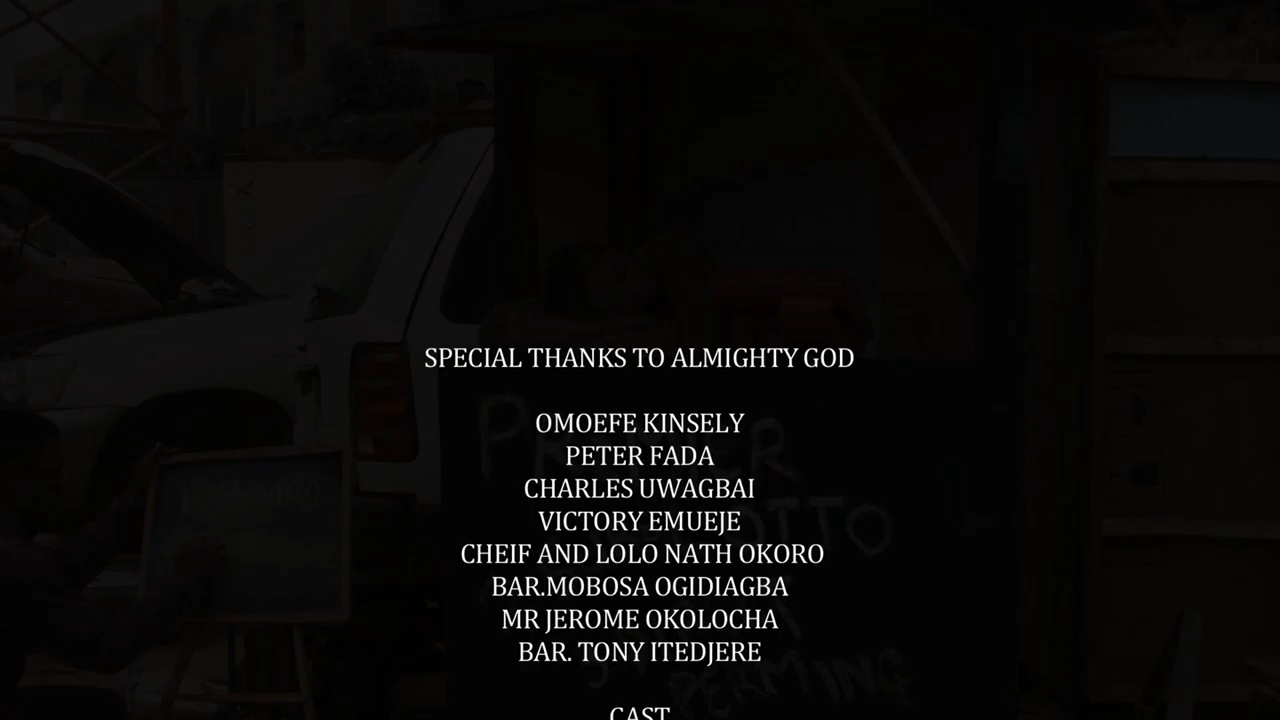 SPECIAL THANKS TO ALMIGHTY GOD
OMOEFE KINSELY
PETER FADA
CHARLES UWAGBAI
VICTORY EMUEJE
CHEIF AND LOLO NATH OKORO
BAR.MOBOSA OGIDIAGBA
MR JEROME OKOLOCHA
BAR. TONY ITEDJERE
CAST